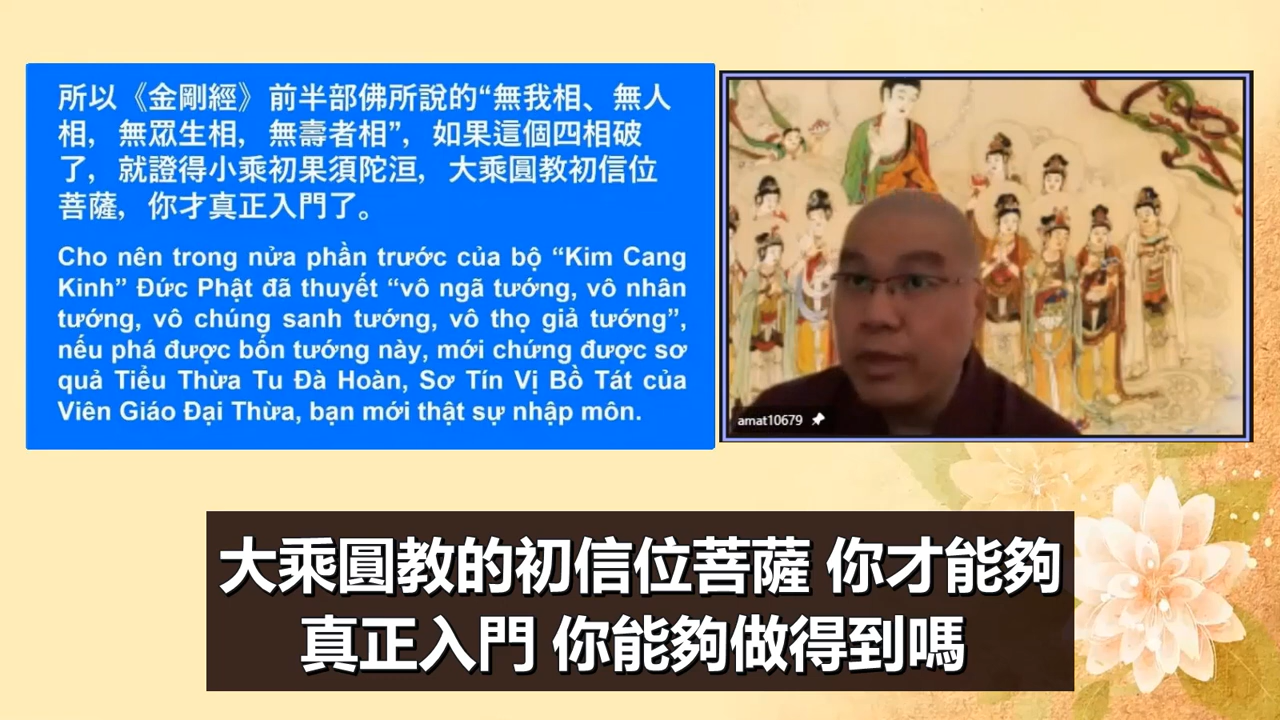 所以《金剛經》前半部佛所說的“無我相、無人
相，無眾生相，無壽者相”，如果這個四相破
了，就證得小乘初果須陀洹，大乘圓教初信位
菩薩，你才真正入門了。
Cho nên trong nửa phần trước của bộ “Kim Cang
Kinh” Đức Phật đã thuyết “vô ngã tướng, vô nhân
tướng, vô chúng sanh tướng, vô thọ giả tướng”,
nếu phá được bốn tướng này, mới chứng được sơ
quả Tiểu Thừa Tu Đà Hoàn, Sơ Tín Vị Bồ Tát của
Viên Giáo Đại Thừa, bạn mới thật sự nhập môn.
amat10679
大乘圓教的初信位菩薩 你才能夠
真正入門 你能夠做得到嗎